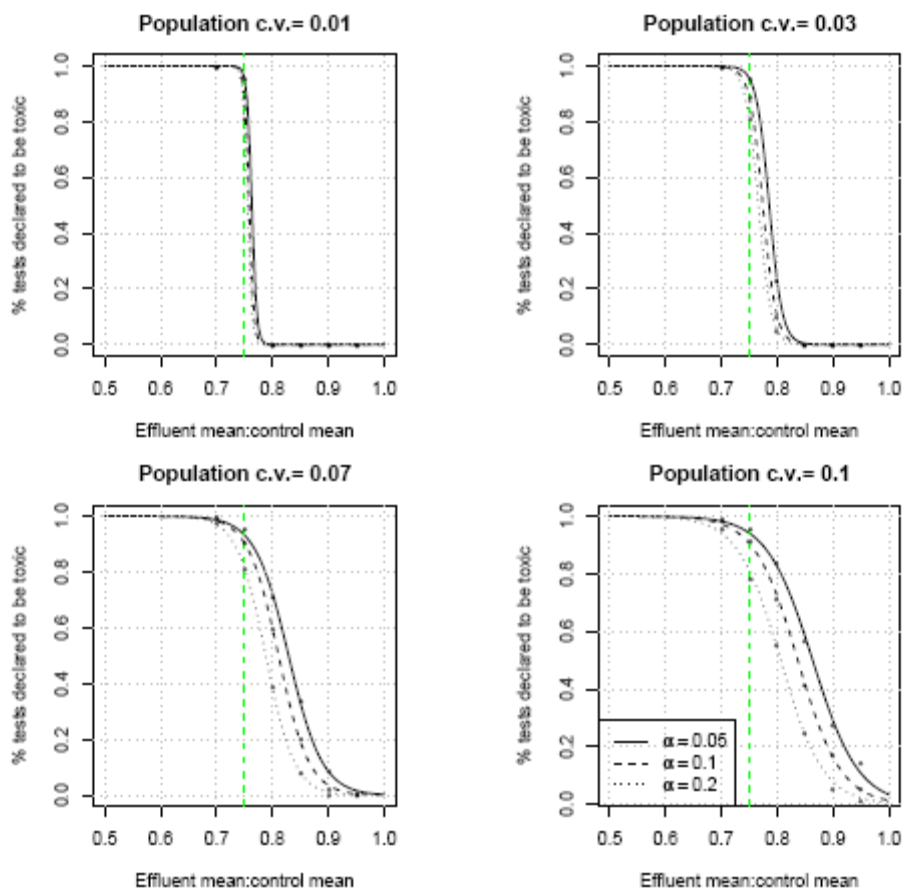 Population c.v.= 0.01
% tests declared to be toxic
0.0 0.2 0.4 0.6 0.8 1.0
0.5 0.6 0.7 0.8 0.9 1.0
Effluent mean:control mean
Population c.v.= 0.03
% tests declared to be toxic
0.0 0.2 0.4 0.6 0.8 1.0
0.5 0.6 0.7 0.8 0.9 1.0
Effluent mean:control mean
Population c.v.= 0.07
% tests declared to be toxic
0.0 0.2 0.4 0.6 0.8 1.0
0.5 0.6 0.7 0.8 0.9 1.0
Effluent mean:control mean
Population c.v.= 0.1
% tests declared to be toxic
0.0 0.2 0.4 0.6 0.8 1.0
α = 0.05
α = 0.1
α = 0.2
0.5 0.6 0.7 0.8 0.9 1.0
Effluent mean:control mean